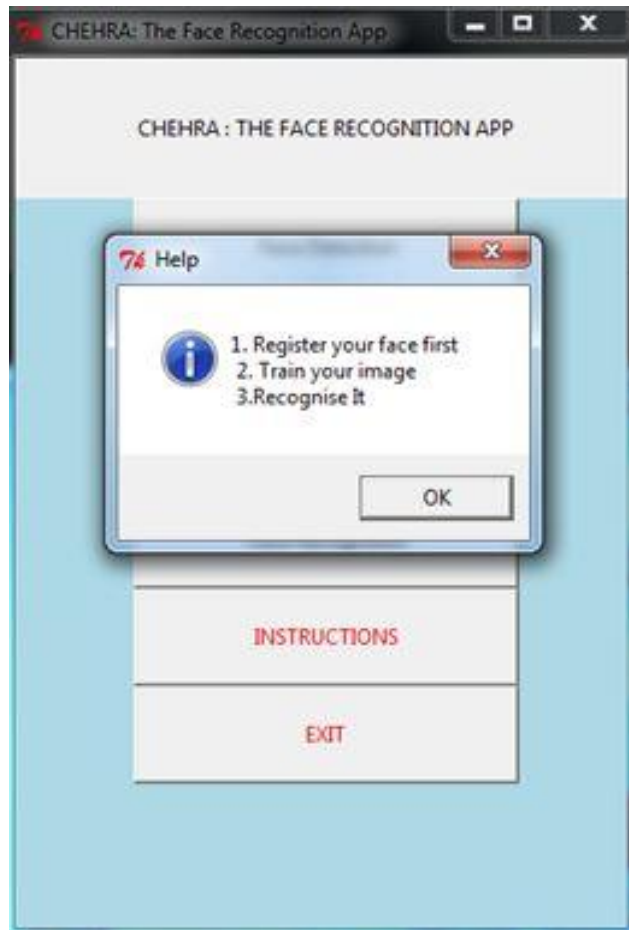 CHEHRA: The Face Recognition App
CHEHRA : THE FACE RECOGNITION APP
Help
1. Register your face first
2. Train your image
3.Recognise It
OK
INSTRUCTIONS
EXIT